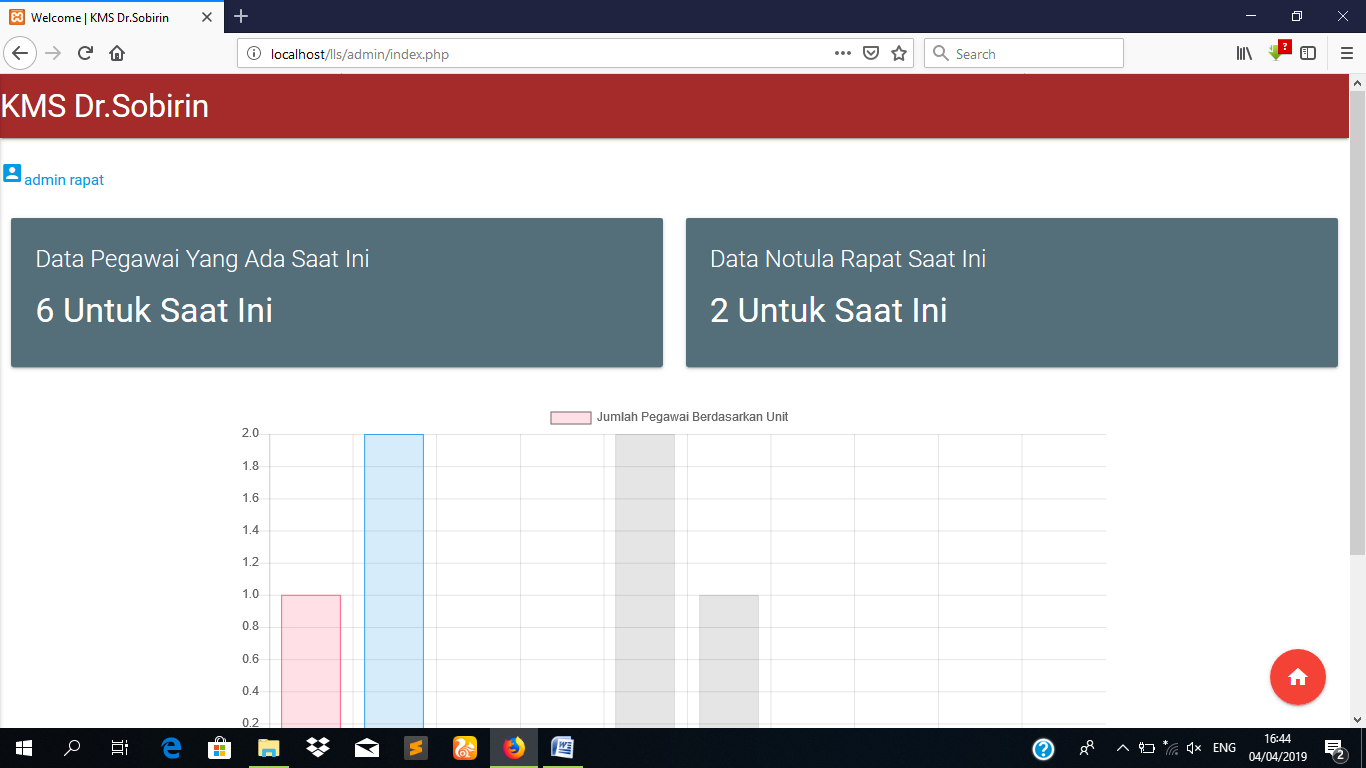 Welcome | KMS Dr.Sobirin
localhost/lls/admin/index.php
Search
KMS Dr.Sobirin
admin rapat
Data Pegawai Yang Ada Saat Ini
6 Untuk Saat Ini
Data Notula Rapat Saat Ini
2 Untuk Saat Ini
Jumlah Pegawai Berdasarkan Unit
2.0
1.8
1.6
1.4
1.2
1.0
0.8
0.6
0.4
0.2
ENG
16:44
04/04/2019
2